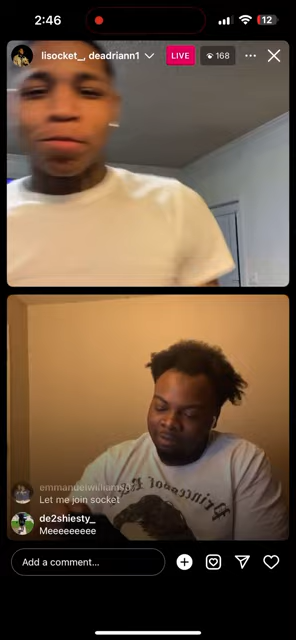 2:46
12
lisocket_, deadriann1
LIVE
168
emmanuelwilliams
Let me join socket
de2shiesty_
Meeeeeeeee
Add a comment...